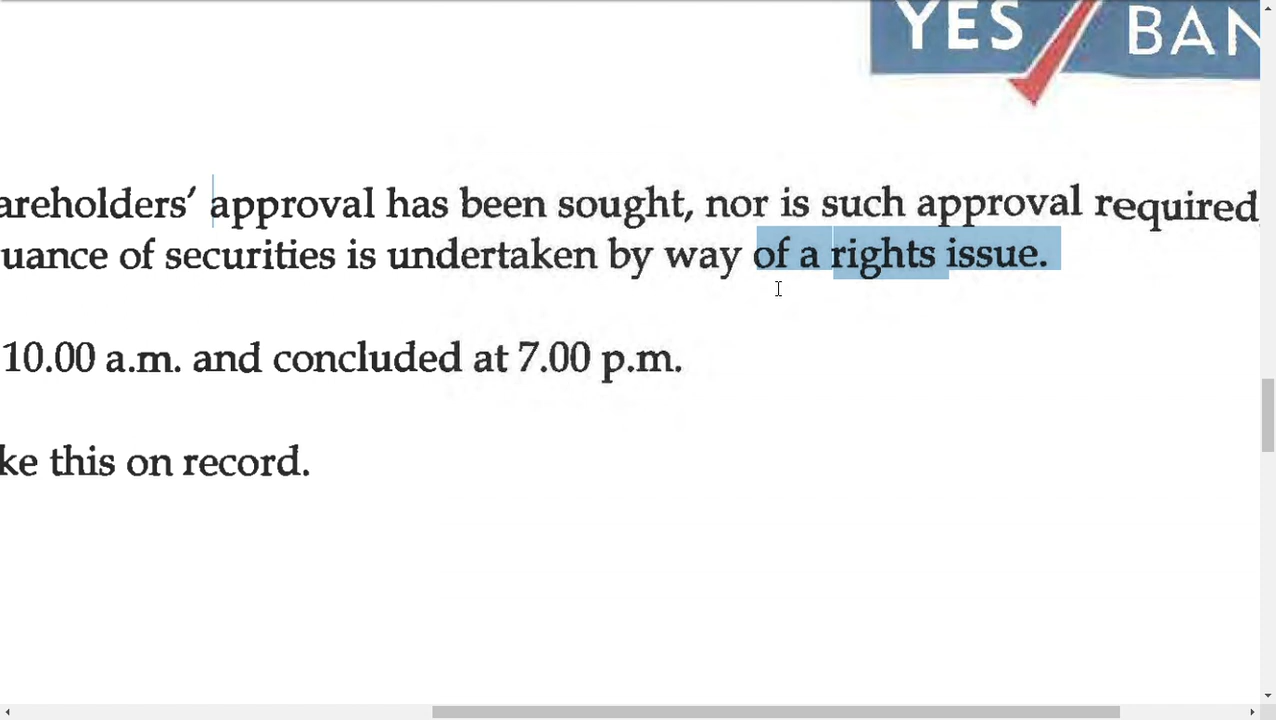 YES BAN
areholders' approval has been sought, nor is such approval required
uance of securities is undertaken by way of a rights issue.
10.00 a.m. and concluded at 7.00 p.m.
ke this on record.